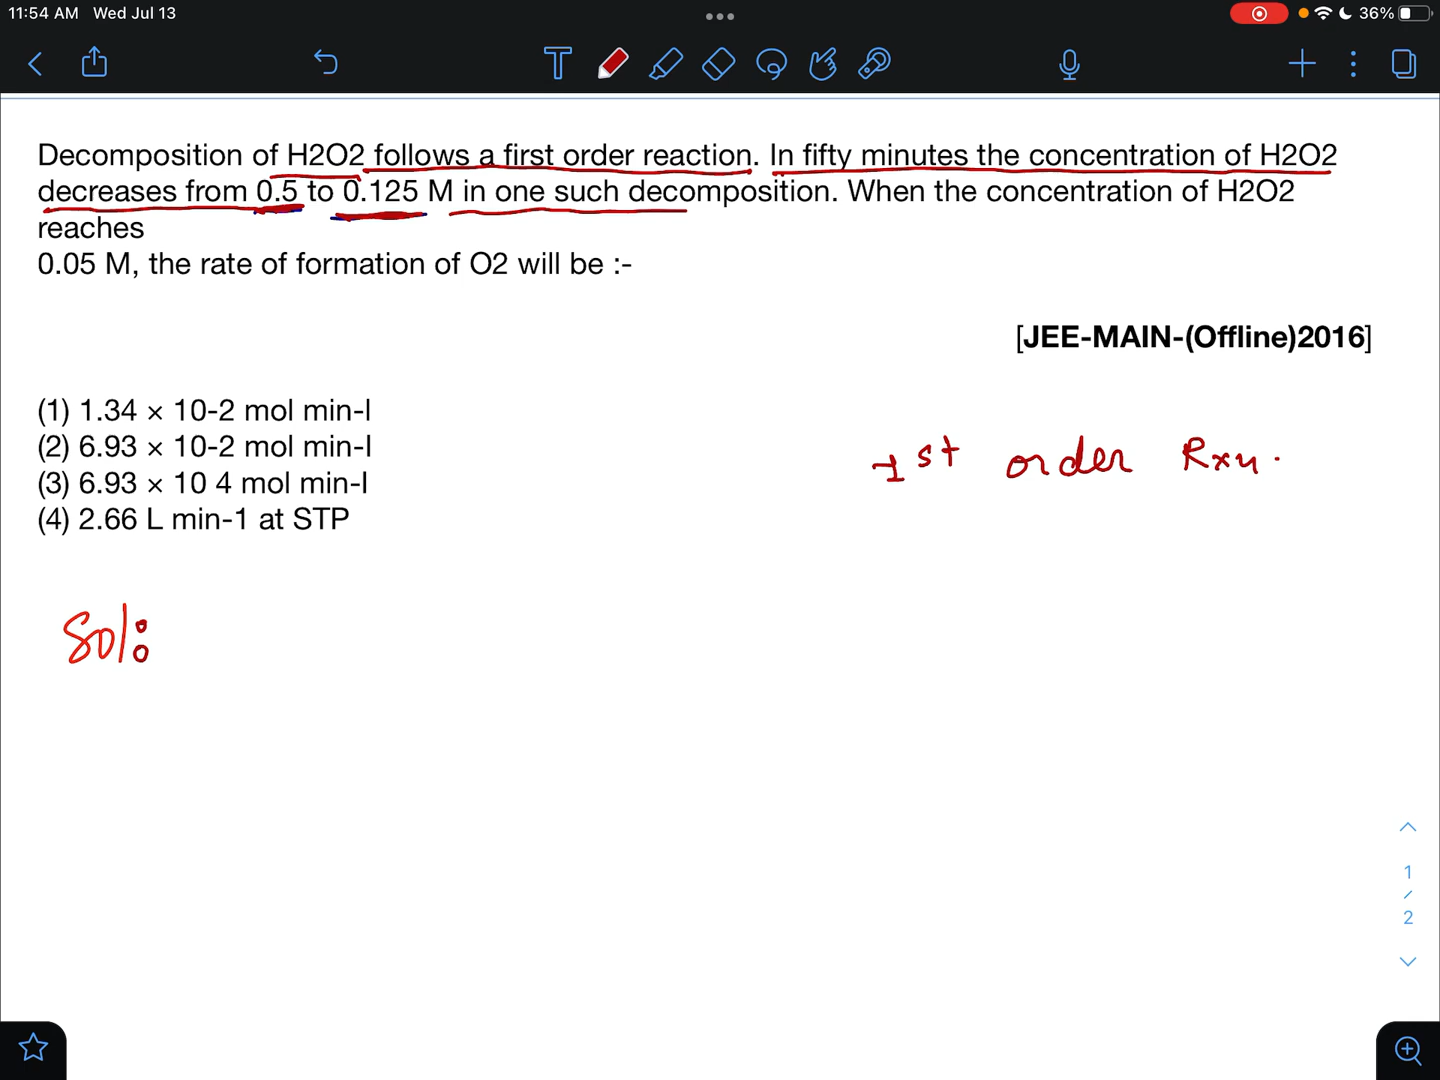 11:54 AM Wed Jul 13
36%
T
Decomposition of H2O2 follows a first order reaction. In fifty minutes the concentration of H2O2
decreases from 0.5 to 0.125 M in one such decomposition. When the concentration of H2O2
reaches
0.05 M, the rate of formation of O2 will be :-
[JEE-MAIN-(Offline)2016]
(1) 1.34 × 10-2 mol min-l
(2) 6.93 × 10-2 mol min-l
(3) 6.93 × 10 4 mol min-l
(4) 2.66 L min-1 at STP
1st order Rxn.
Sol:
1
/
2